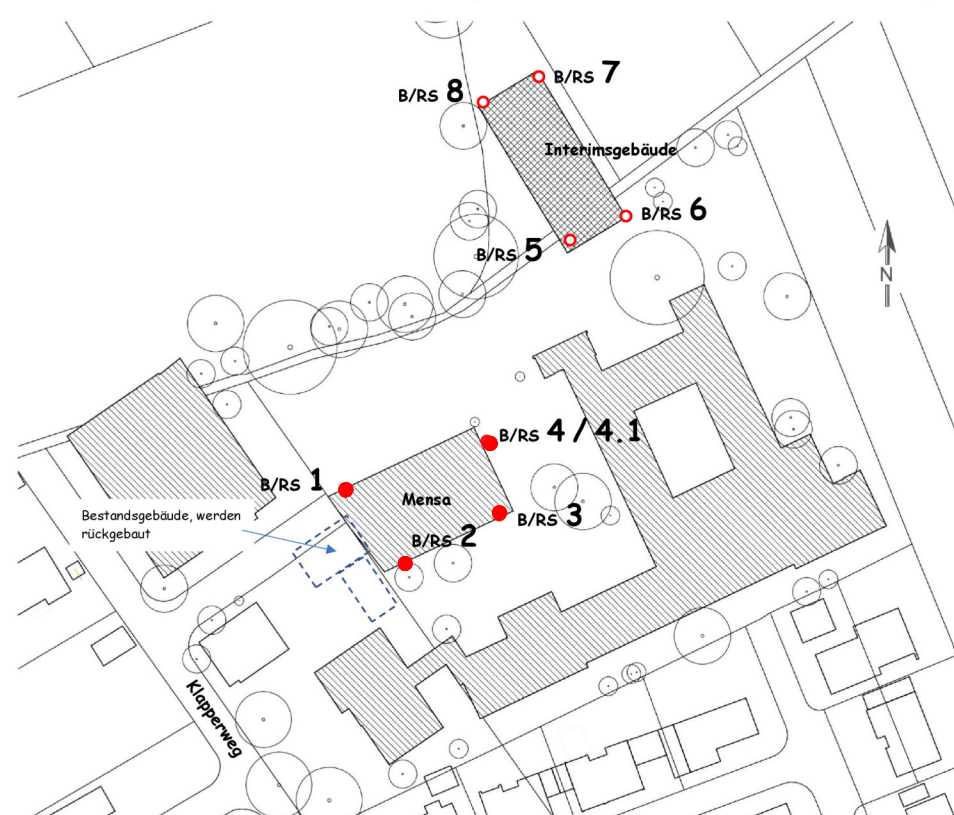 B/RS 7
B/RS 8
Interimsgebäude
B/RS 6
B/RS 5
N
B/RS 4 / 4.1
B/RS 1
Mensa
B/RS 3
Bestandsgebäude, werden
rückgebaut
B/RS 2
Klapperweg